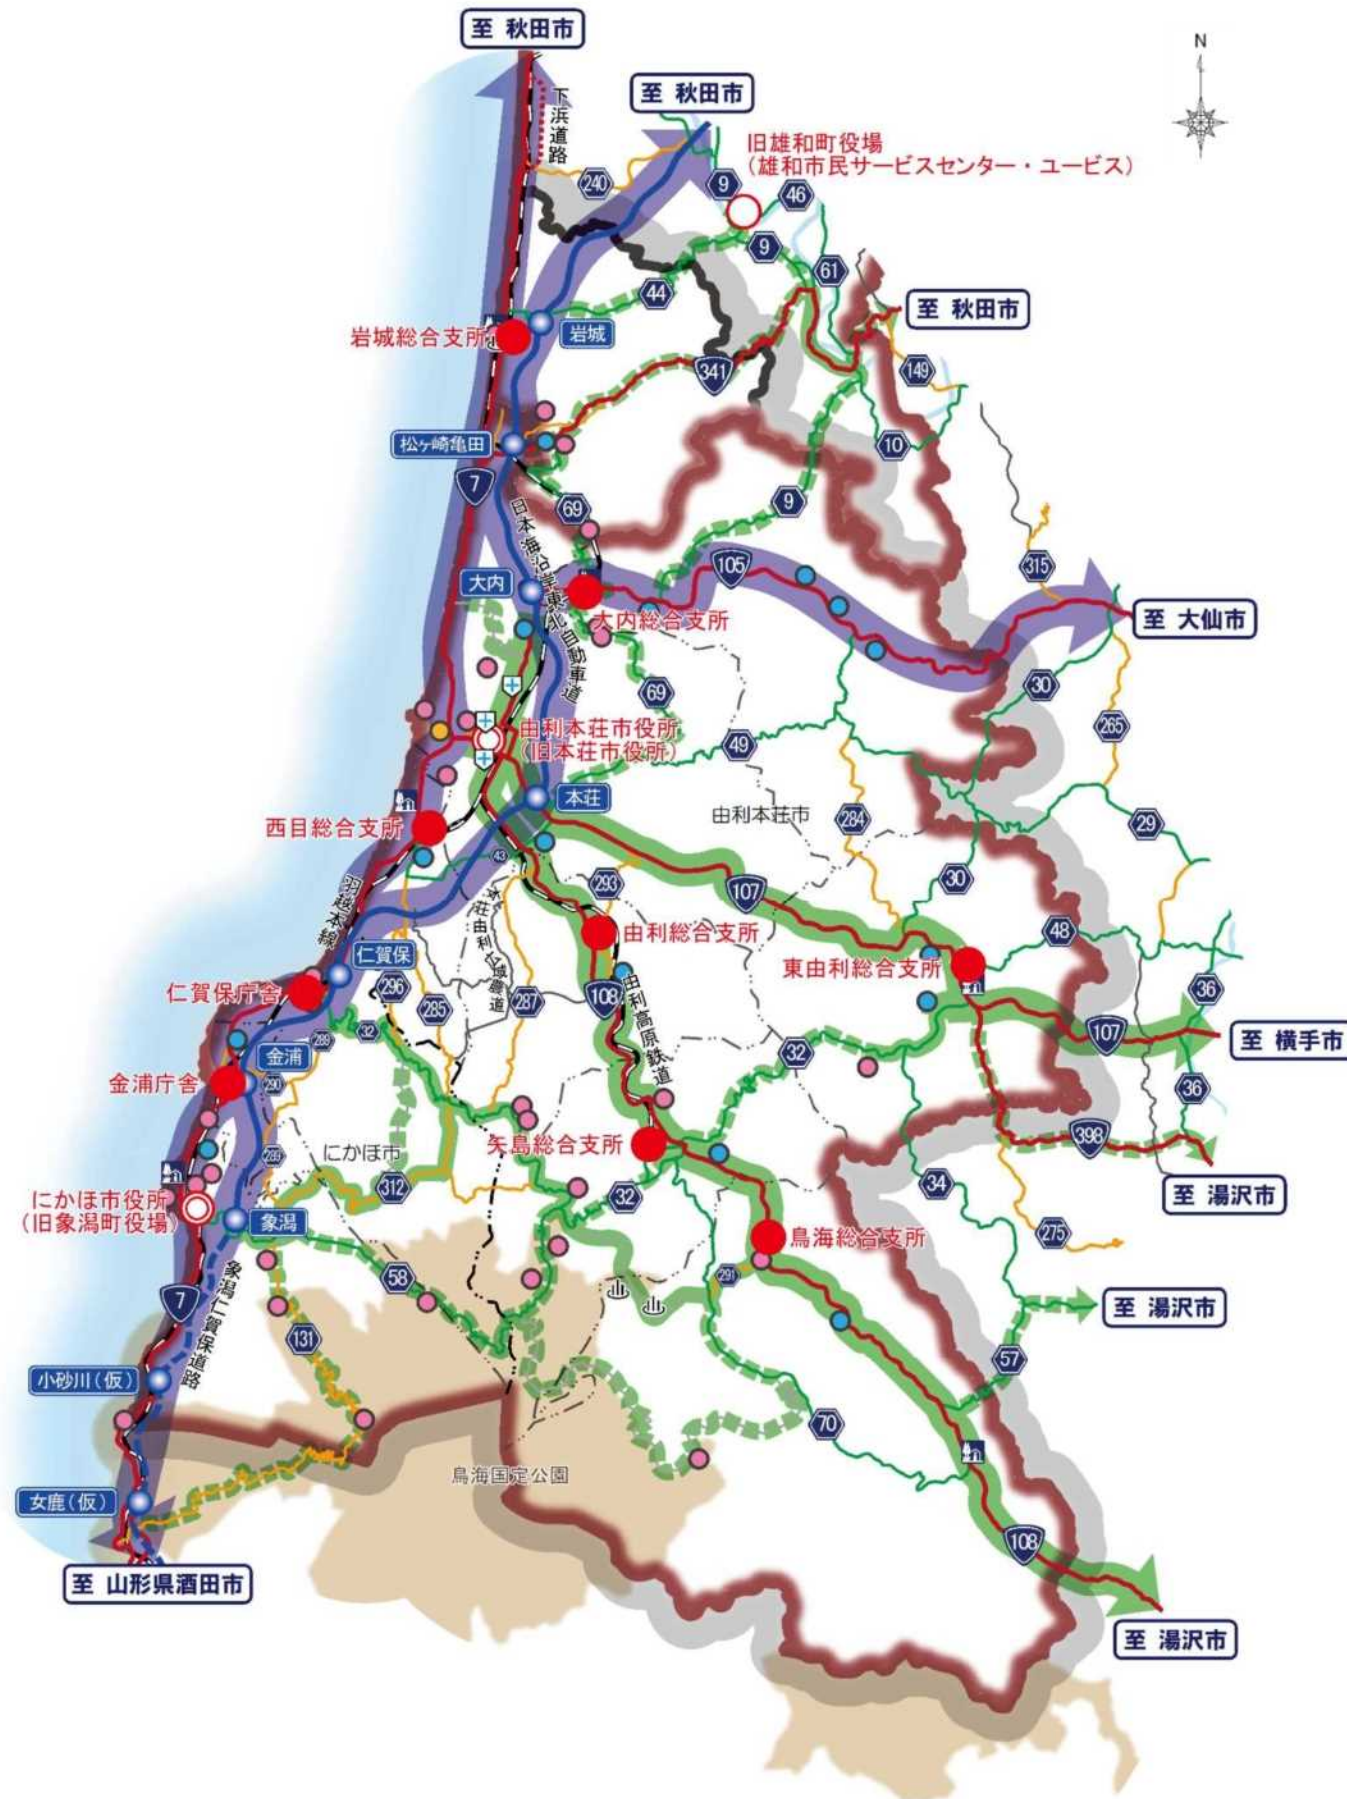 至 秋田市
N
至 秋田市
下浜道路
旧雄和町役場
(雄和市民サービスセンター・ユービス)
240
9
46
9
61
44
至 秋田市
岩城総合支所
岩城
341
149
松ヶ崎亀田
10
7
69
9
日本海沿岸東北自動車道
105
315
大内
大内総合支所
至 大仙市
69
30
265
由利本荘市役所
(旧本荘市役所)
49
本荘
由利本荘市
284
29
西目総合支所
43
293
107
30
羽越本線
本荘由利広域農道
由利総合支所
48
仁賀保
東由利総合支所
296
285
287
108
由利高原鉄道
36
仁賀保庁舎
289
32
107
至 横手市
金浦
32
金浦庁舎
290
36
398
矢島総合支所
にかほ市
289
312
32
34
至 湯沢市
にかほ市役所
(旧象潟町役場)
象潟
鳥海総合支所
275
58
291
7
象潟仁賀保道路
至 湯沢市
131
57
小砂川(仮)
70
鳥海国定公園
女鹿(仮)
108
至 山形県酒田市
至 湯沢市